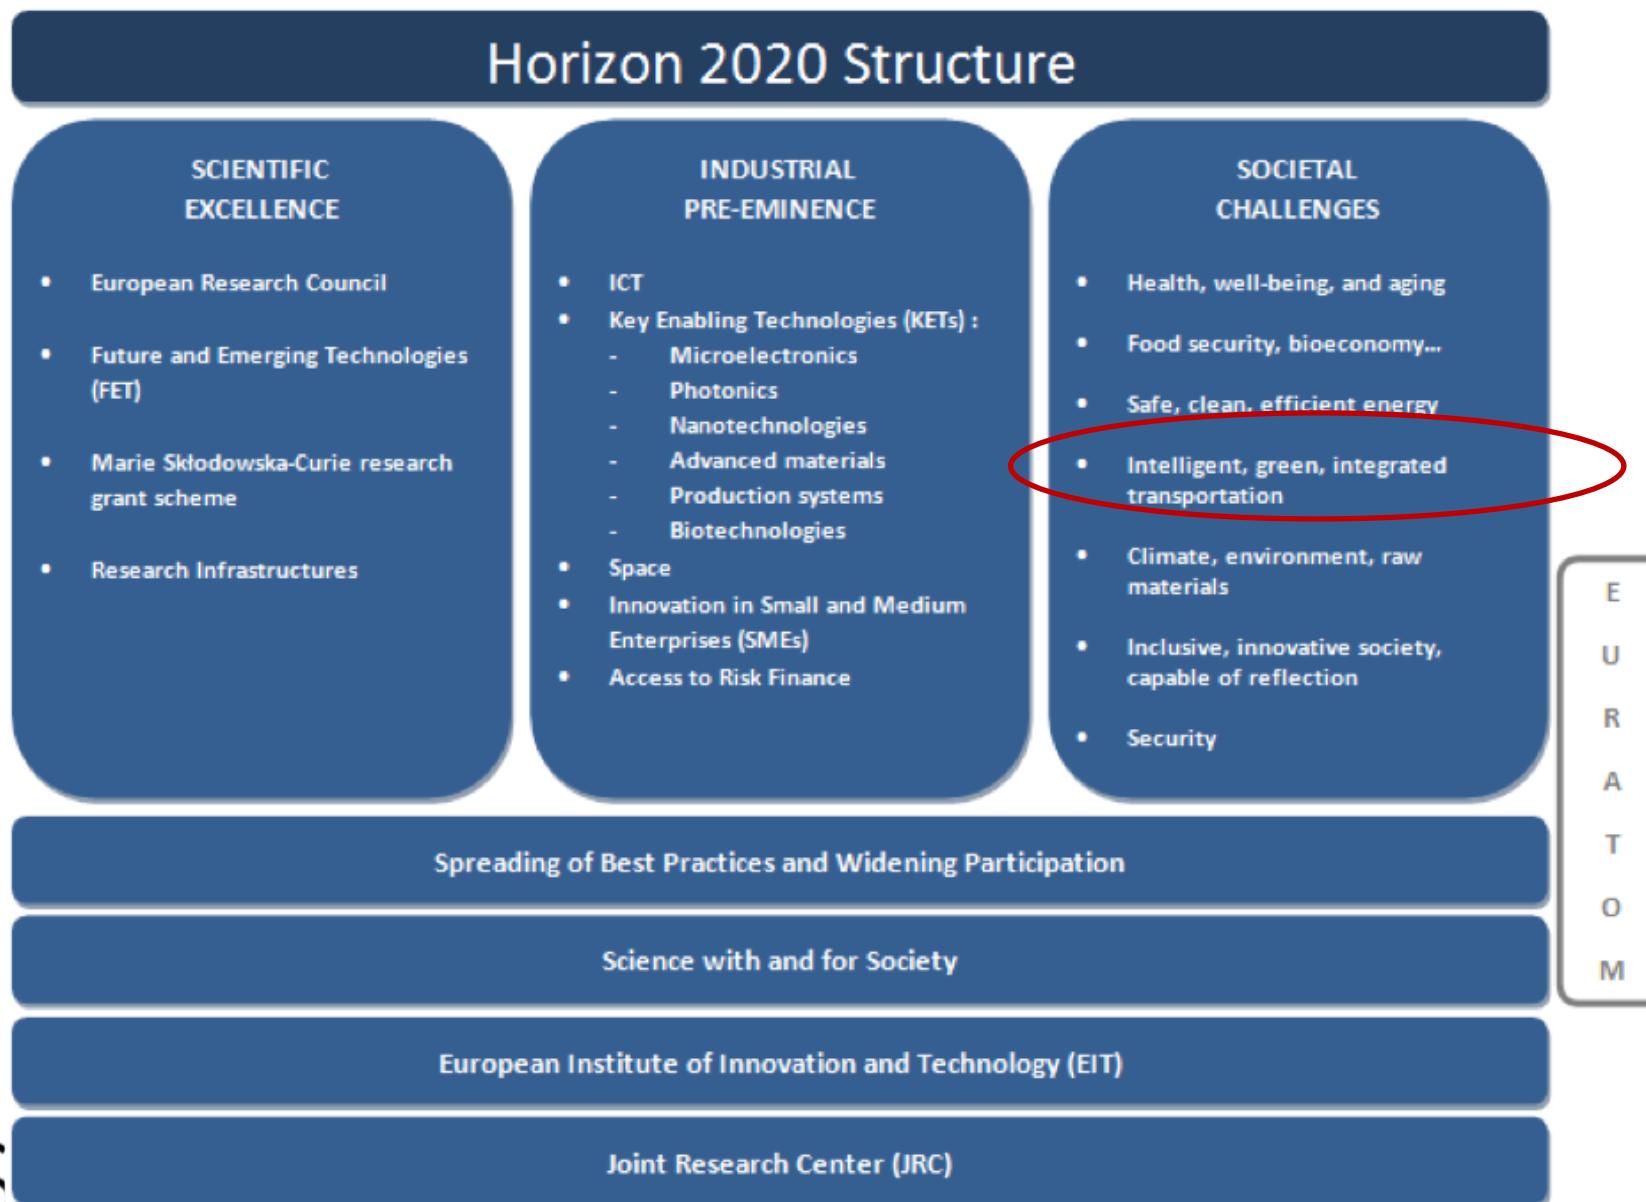 Horizon 2020 Structure
SCIENTIFIC
EXCELLENCE
• European Research Council
• Future and Emerging Technologies
(FET)
• Marie Skłodowska-Curie research
grant scheme
• Research Infrastructures
INDUSTRIAL
PRE-EMINENCE
• ICT
• Key Enabling Technologies (KETs) :
- Microelectronics
- Photonics
- Nanotechnologies
- Advanced materials
- Production systems
- Biotechnologies
• Space
• Innovation in Small and Medium
Enterprises (SMEs)
• Access to Risk Finance
SOCIETAL
CHALLENGES
• Health, well-being, and aging
• Food security, bioeconomy...
• Safe, clean, efficient energy
• Intelligent, green, integrated
transportation
• Climate, environment, raw
materials
• Inclusive, innovative society,
capable of reflection
• Security
E
U
R
A
T
O
M
Spreading of Best Practices and Widening Participation
Science with and for Society
European Institute of Innovation and Technology (EIT)
Joint Research Center (JRC)